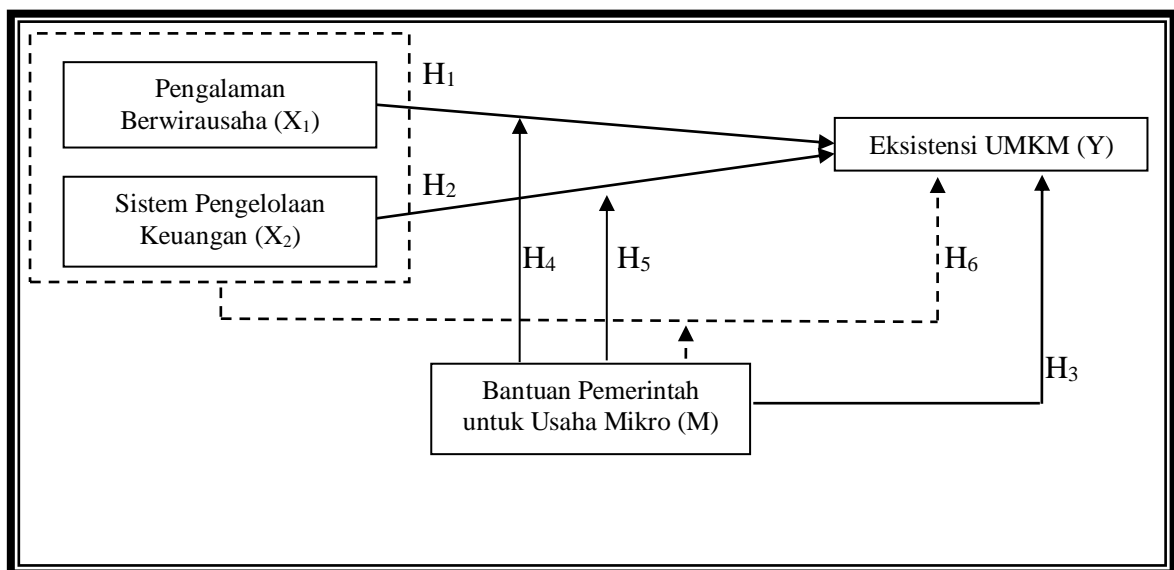 Pengalaman
Berwirausaha (X₁)
H₁
Eksistensi UMKM (Y)
Sistem Pengelolaan
Keuangan (X₂)
H₂
H₄
H₅
H₆
H₃
Bantuan Pemerintah
untuk Usaha Mikro (M)